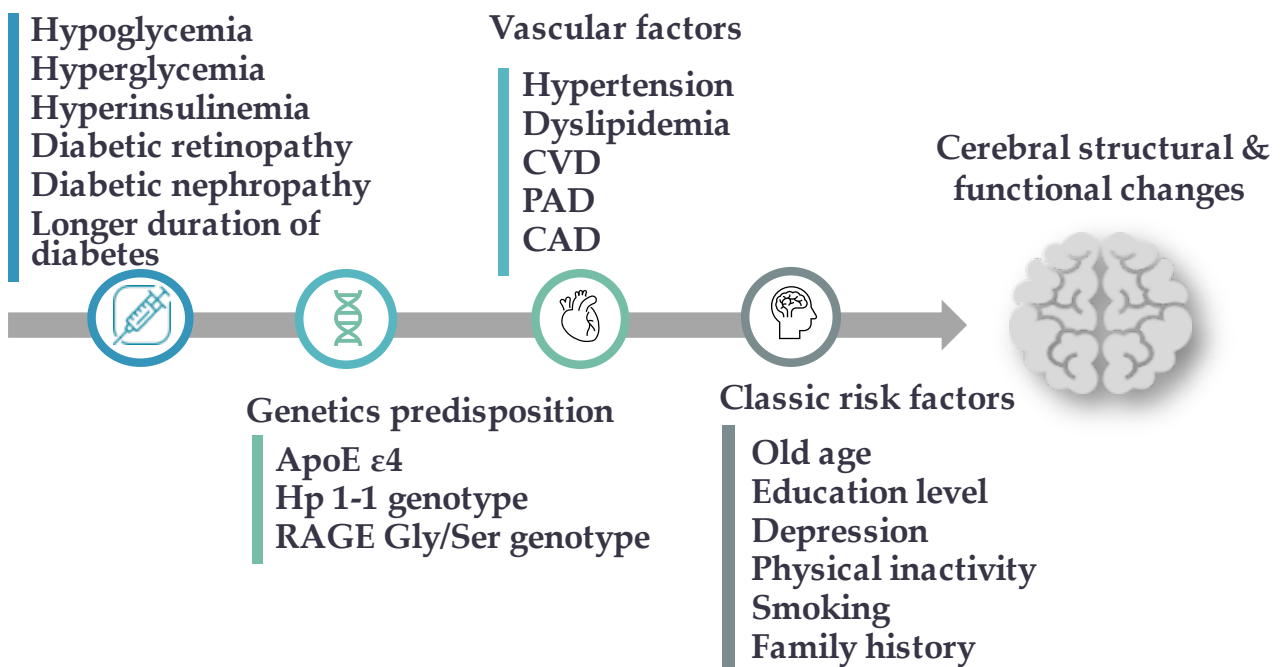 Hypoglycemia
Hyperglycemia
Hyperinsulinemia
Diabetic retinopathy
Diabetic nephropathy
Longer duration of
diabetes
Genetics predisposition
ApoE ε4
Hp 1-1 genotype
RAGE Gly/Ser genotype
Vascular factors
Hypertension
Dyslipidemia
CVD
PAD
CAD
Classic risk factors
Old age
Education level
Depression
Physical inactivity
Smoking
Family history
Cerebral structural &
functional changes